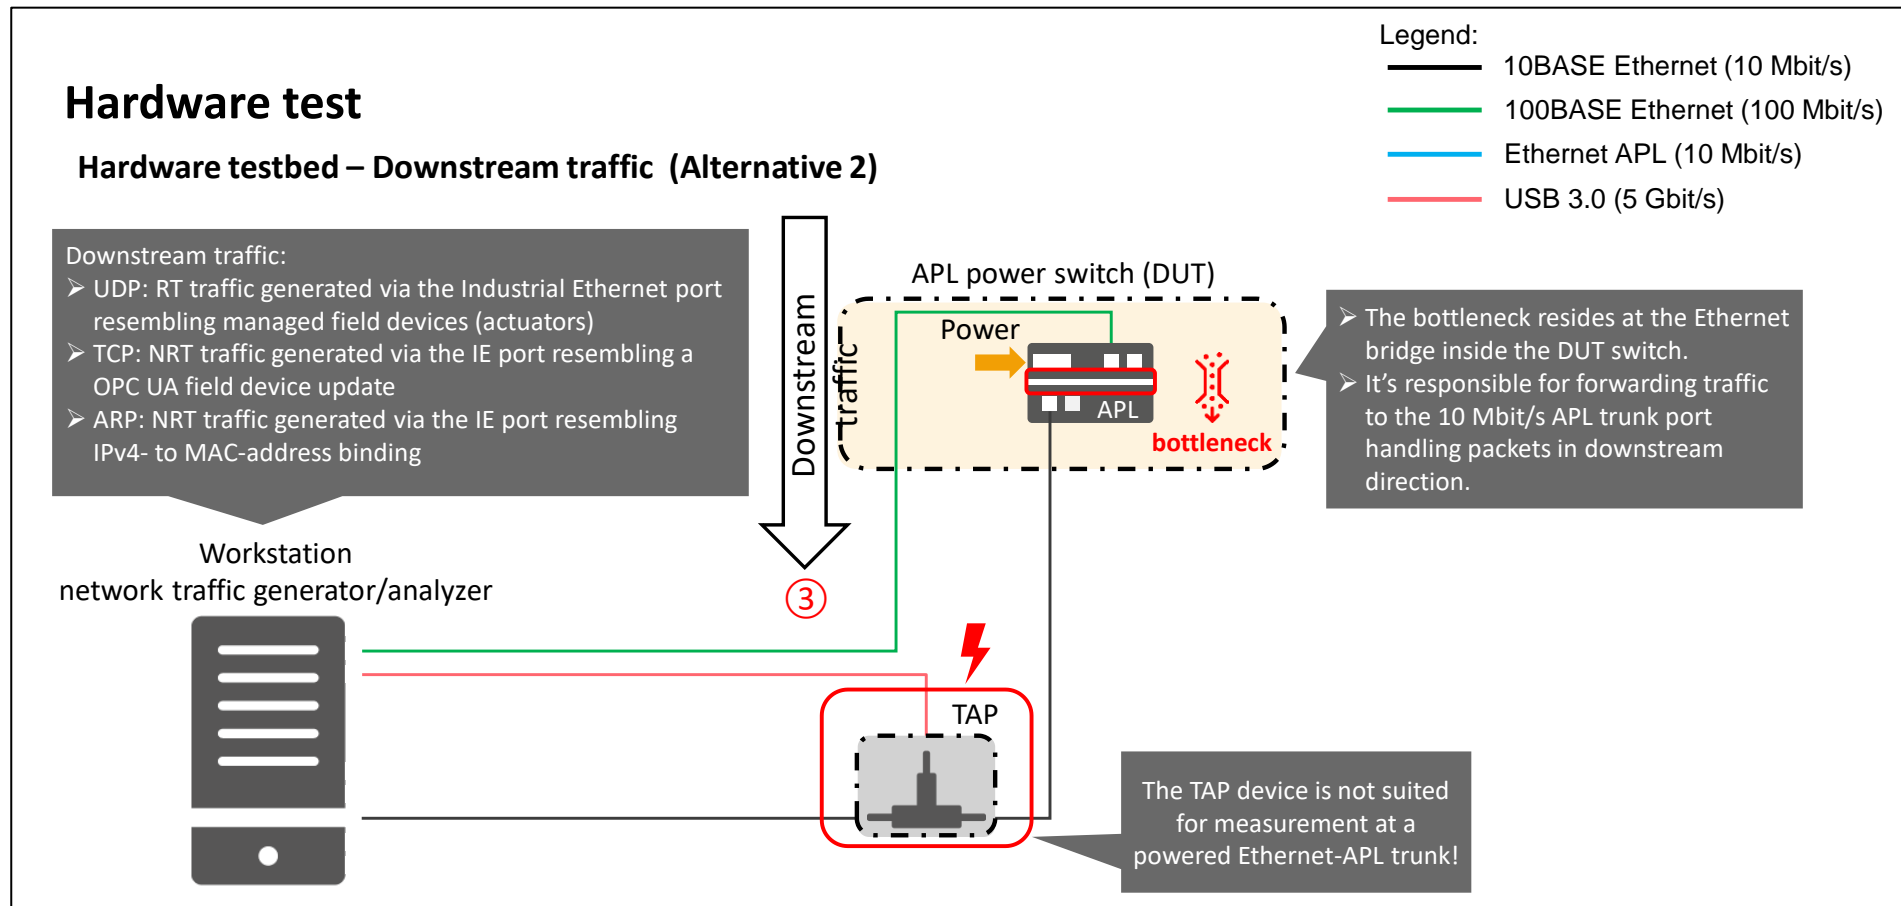 Hardware test
Hardware testbed – Downstream traffic (Alternative 2)
Legend:
10BASE Ethernet (10 Mbit/s)
100BASE Ethernet (100 Mbit/s)
Ethernet APL (10 Mbit/s)
USB 3.0 (5 Gbit/s)
Downstream traffic:
➢ UDP: RT traffic generated via the Industrial Ethernet port
resembling managed field devices (actuators)
➢ TCP: NRT traffic generated via the IE port resembling a
OPC UA field device update
➢ ARP: NRT traffic generated via the IE port resembling
IPv4- to MAC-address binding
Downstream
traffic
③
APL power switch (DUT)
Power
APL
bottleneck
➢ The bottleneck resides at the Ethernet
bridge inside the DUT switch.
➢ It’s responsible for forwarding traffic
to the 10 Mbit/s APL trunk port
handling packets in downstream
direction.
Workstation
network traffic generator/analyzer
TAP
The TAP device is not suited
for measurement at a
powered Ethernet-APL trunk!